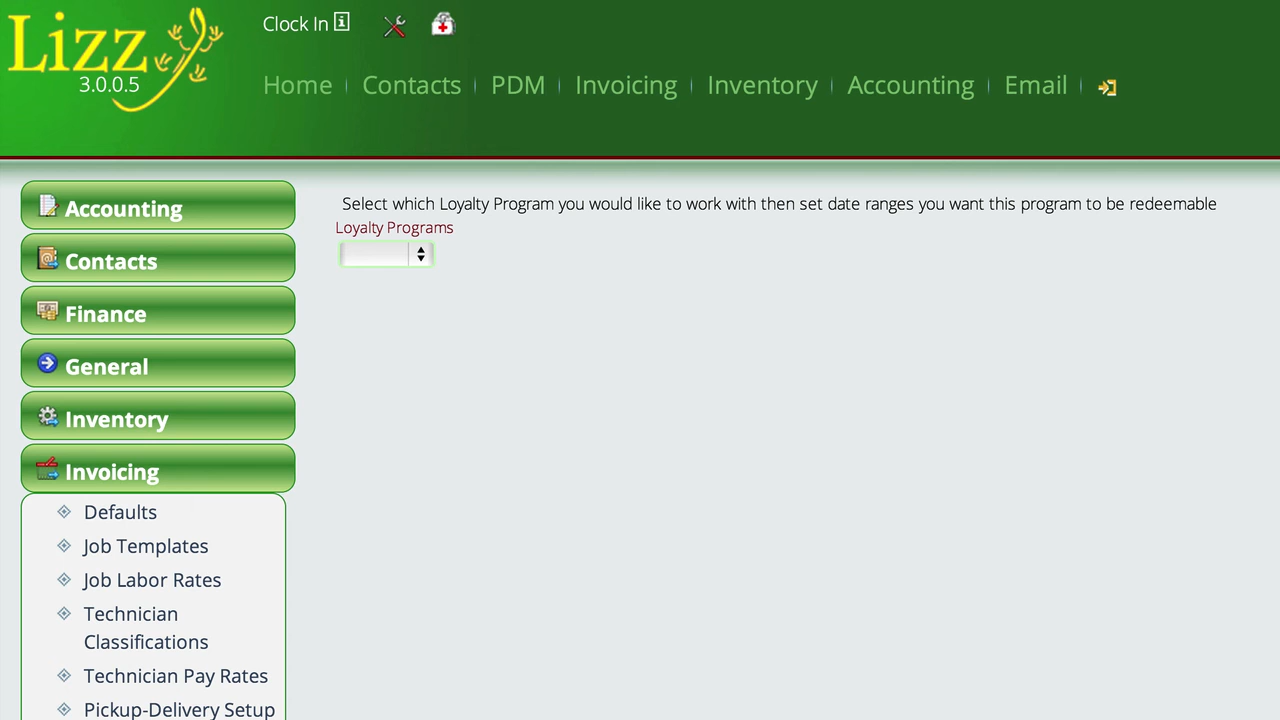 Lizz
3.0.0.5
Clock In
Home Contacts PDM Invoicing Inventory Accounting Email
Accounting
Contacts
Finance
General
Inventory
Invoicing
Defaults
Job Templates
Job Labor Rates
Technician
Classifications
Technician Pay Rates
Pickup-Delivery Setup
Select which Loyalty Program you would like to work with then set date ranges you want this program to be redeemable
Loyalty Programs